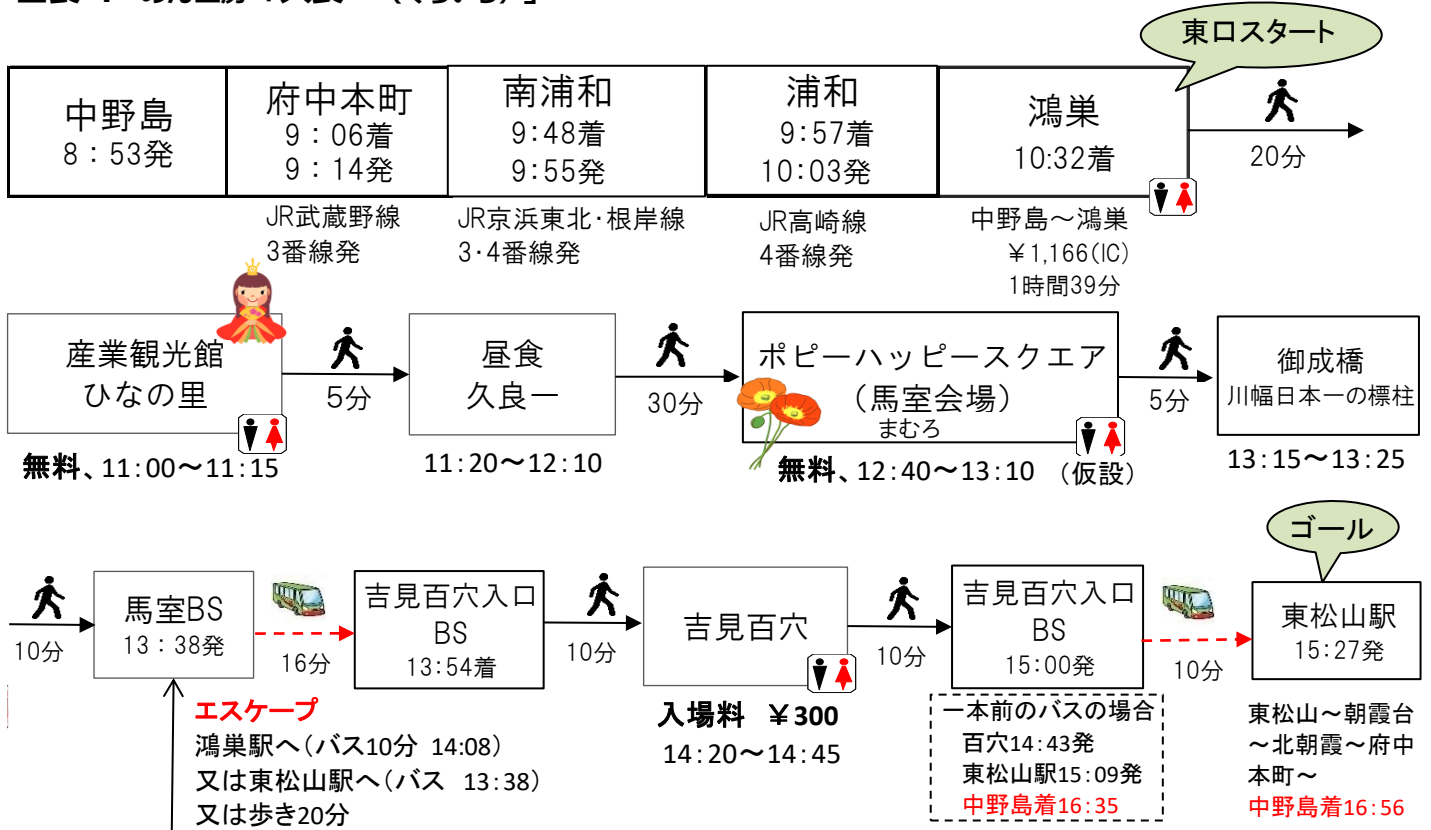 東口スタート
中野島
8：53発
府中本町
9：06着
9：14発
南浦和
9:48着
9:55発
浦和
9:57着
10:03発
鴻巣
10:32着
20分
JR武蔵野線
3番線発
JR京浜東北・根岸線
3・4番線発
JR高崎線
4番線発
中野島～鴻巣
￥1,166(IC)
1時間39分
産業観光館
ひなの里
5分
昼食
久良一
30分
ポピーハッピースクエア
（馬室会場）
まむろ
5分
御成橋
川幅日本一の標柱
無料、11:00～11:15
11:20～12:10
無料、12:40～13:10 （仮設）
13:15～13:25
ゴール
10分
馬室BS
13：38発
16分
吉見百穴入口
BS
13:54着
10分
吉見百穴
10分
吉見百穴入口
BS
15:00発
10分
東松山駅
15:27発
エスケープ
鴻巣駅へ（バス10分 14:08）
又は東松山駅へ（バス 13:38）
又は歩き20分
入場料 ￥300
14:20～14:45
一本前のバスの場合
百穴14:43発
東松山駅15:09発
中野島着16:35
東松山～朝霞台
～北朝霞～府中
本町～
中野島着16:56